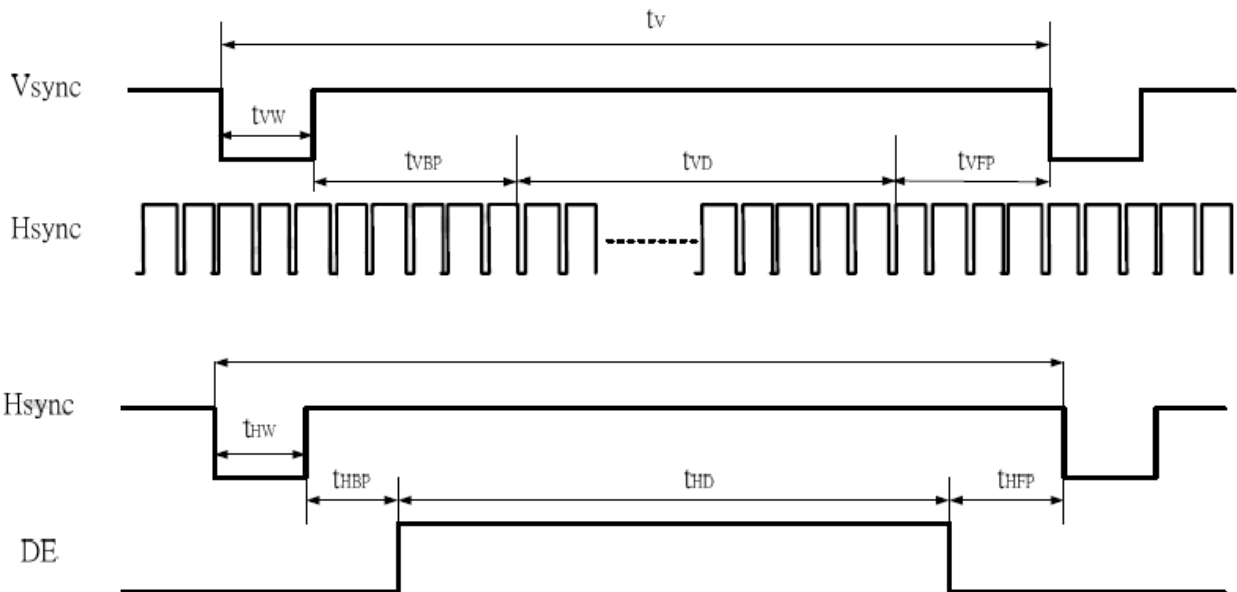 tV
Vsync
tVW
tVBP
tVD
tVFP
Hsync
Hsync
tHW
tHBP
tHD
tHFP
DE